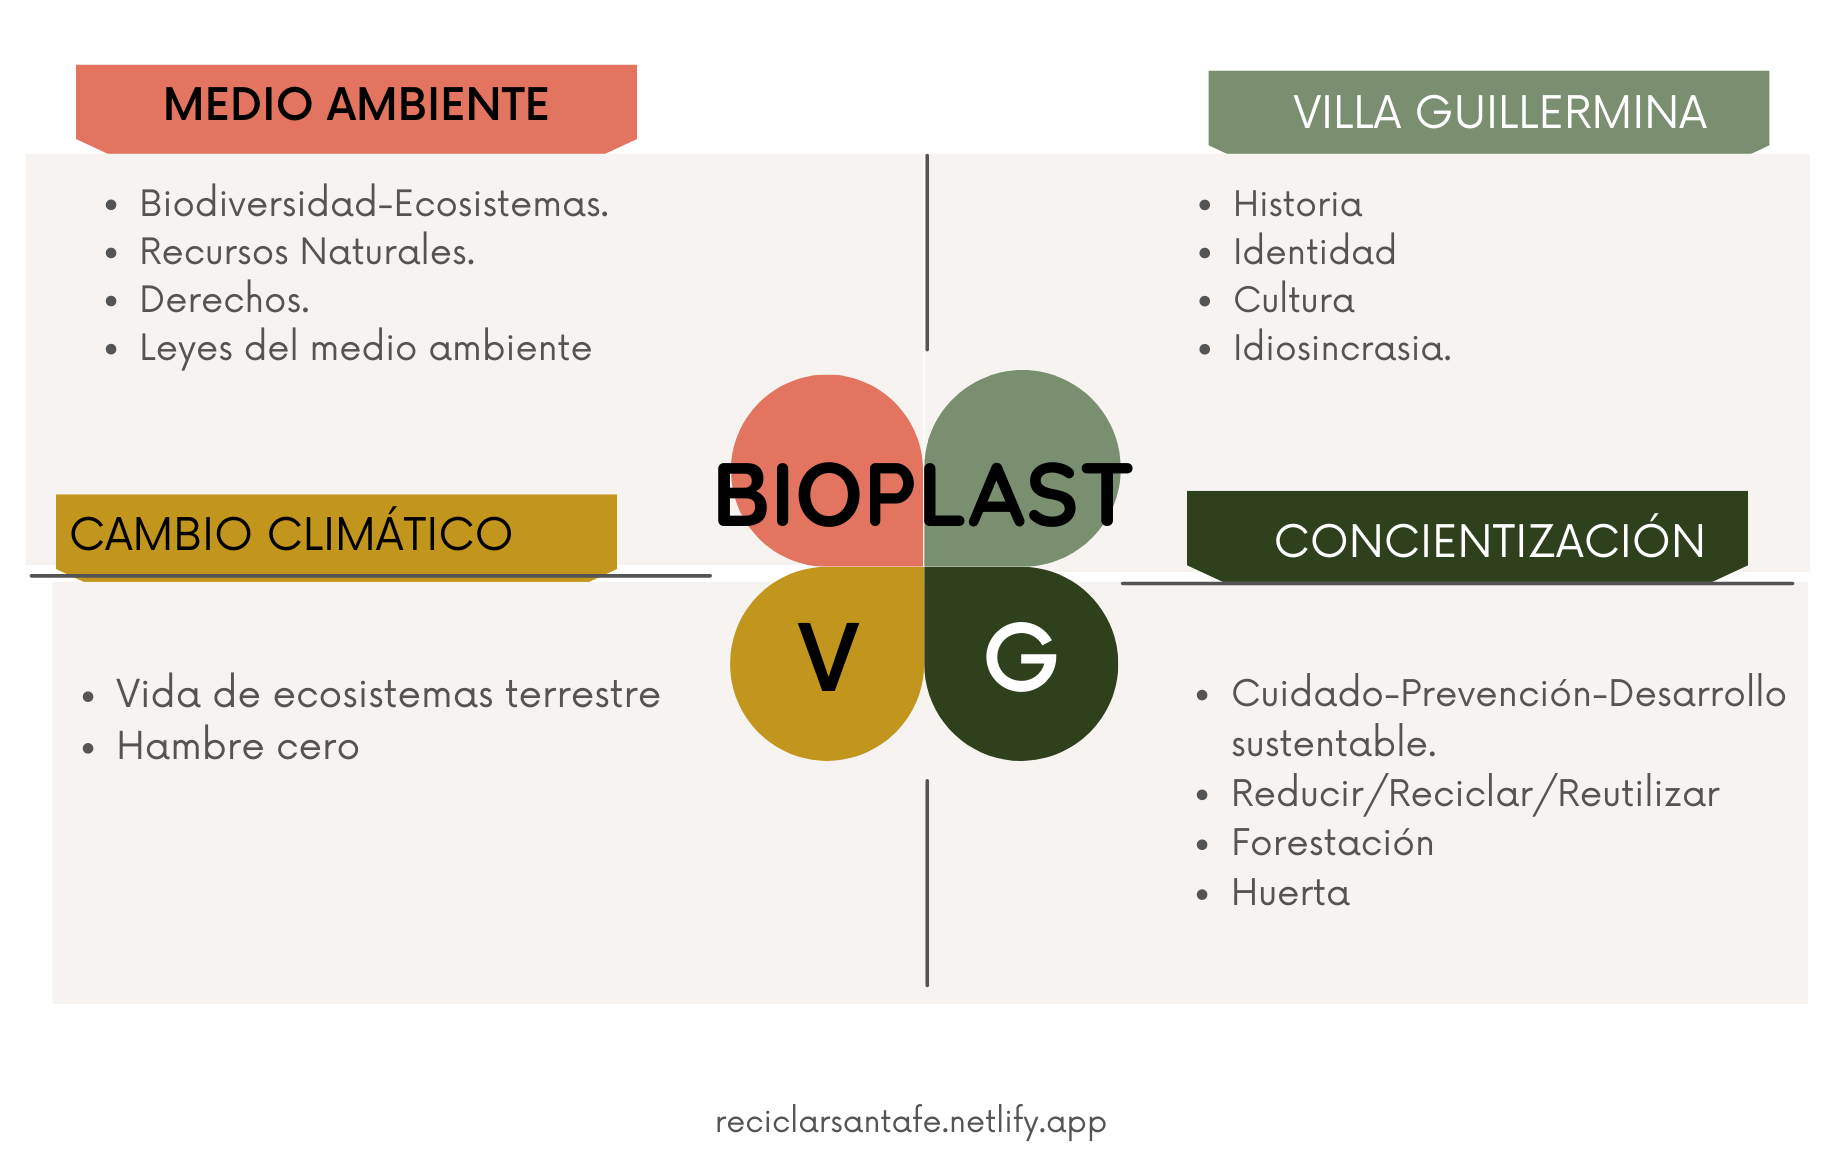 MEDIO AMBIENTE
Biodiversidad-Ecosistemas.
Recursos Naturales.
Derechos.
Leyes del medio ambiente
VILLA GUILLERMINA
Historia
Identidad
Cultura
Idiosincrasia.
BIOPLAST
V G
CAMBIO CLIMÁTICO
Vida de ecosistemas terrestre
Hambre cero
CONCIENTIZACIÓN
Cuidado-Prevención-Desarrollo
sustentable.
Reducir/Reciclar/Reutilizar
Forestación
Huerta
reciclarsantafe.netlify.app